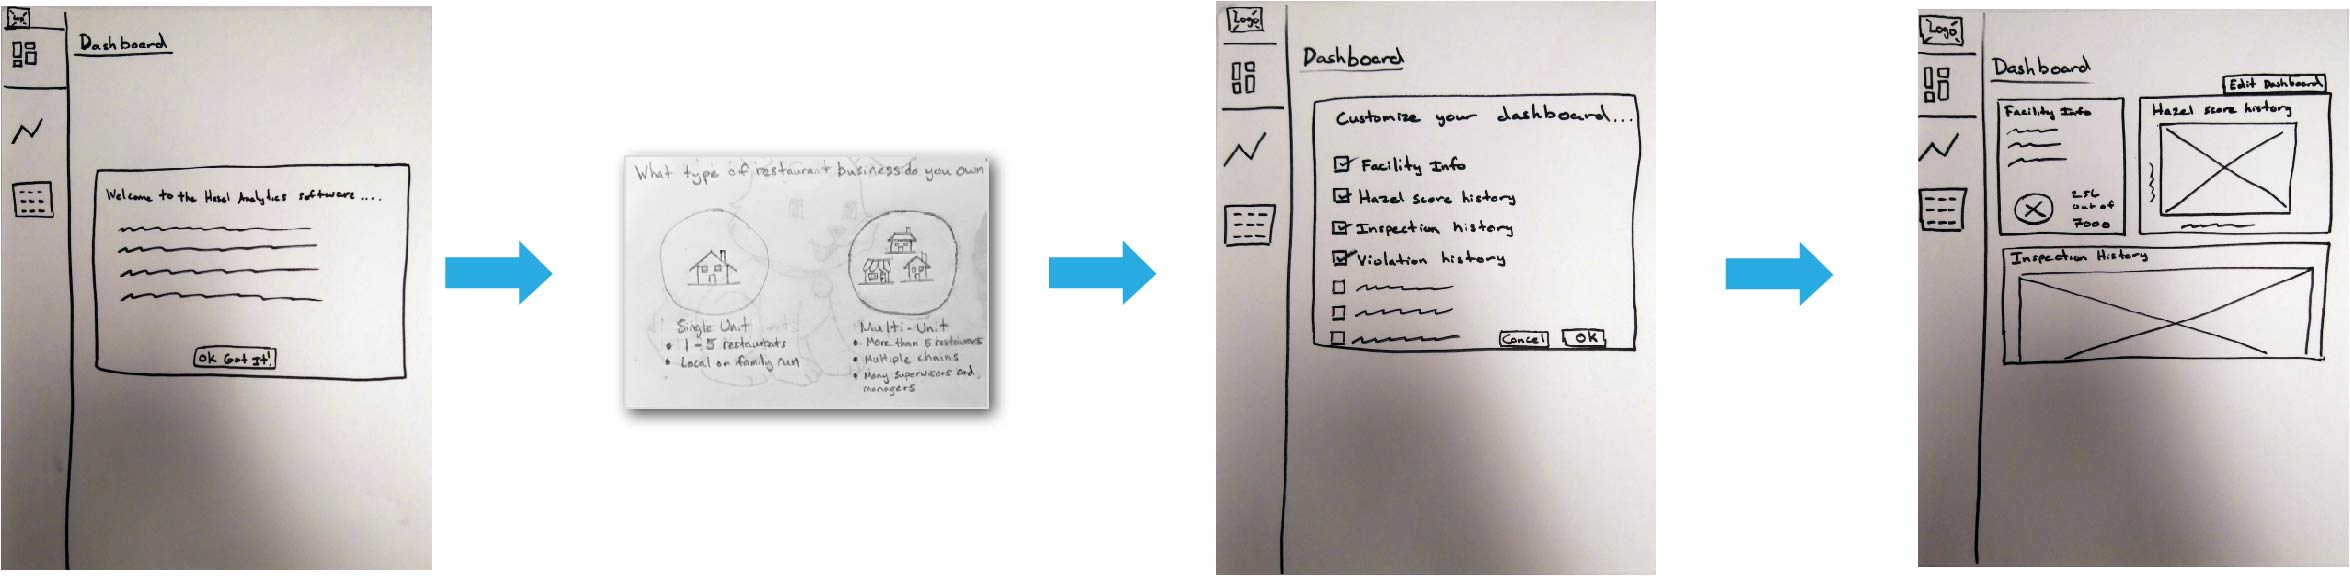 Dashboard
Welcome to the Hazel Analytics software ....
Ok Got It!
What type of restaurant business do you own
Single Unit
• 1-5 restaurants
• Local or family run
Multi-Unit
• More than 5 restaurants
• Multiple chains
• Many supervisors and,
managers
Logo
Dashboard
Customize your dashboard...
Facility Info
Hazel score history
Inspection history
Violation history
Cancel
OK
Logo
Dashboard
Edit Dashboard
Facility Info
256
out of
7000
Hazel score history
Inspection History